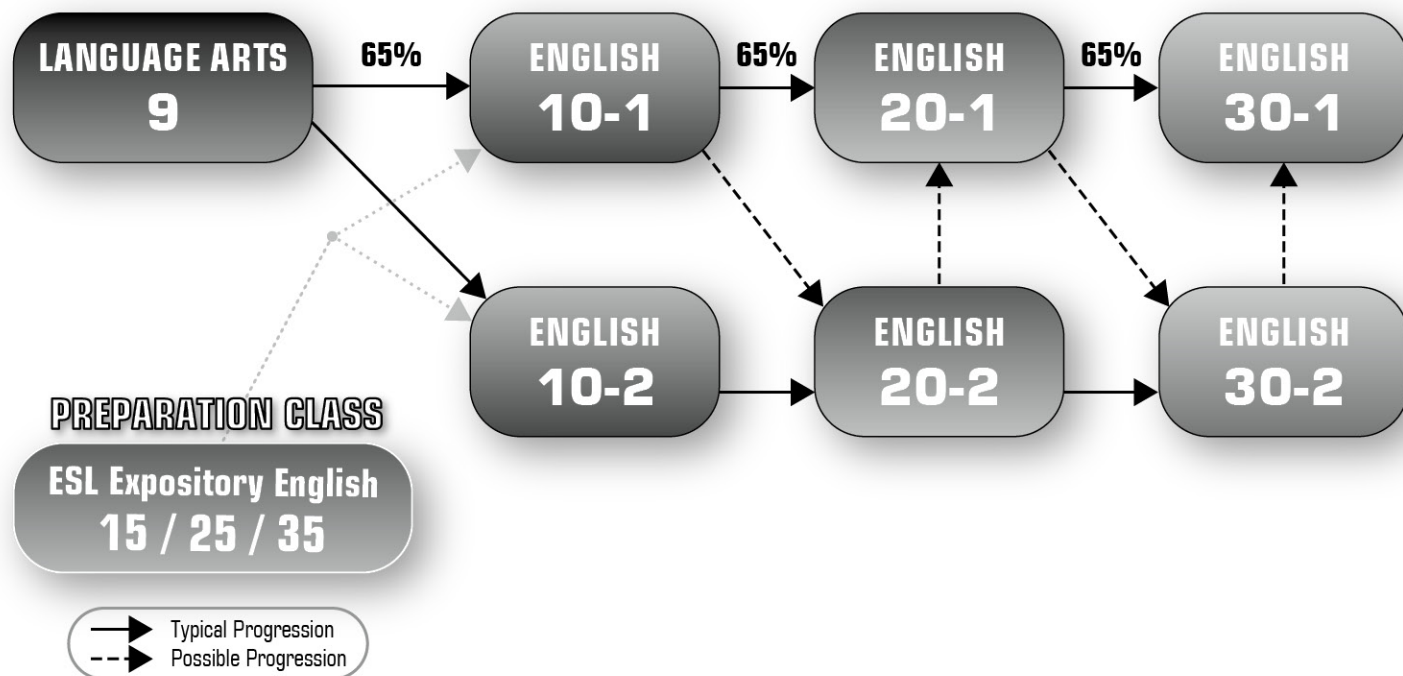 LANGUAGE ARTS
9
65%
ENGLISH
10-1
65%
ENGLISH
20-1
65%
ENGLISH
30-1
ENGLISH
10-2
ENGLISH
20-2
ENGLISH
30-2
PREPARATION CLASS
ESL Expository English
15 / 25 / 35
Typical Progression
Possible Progression